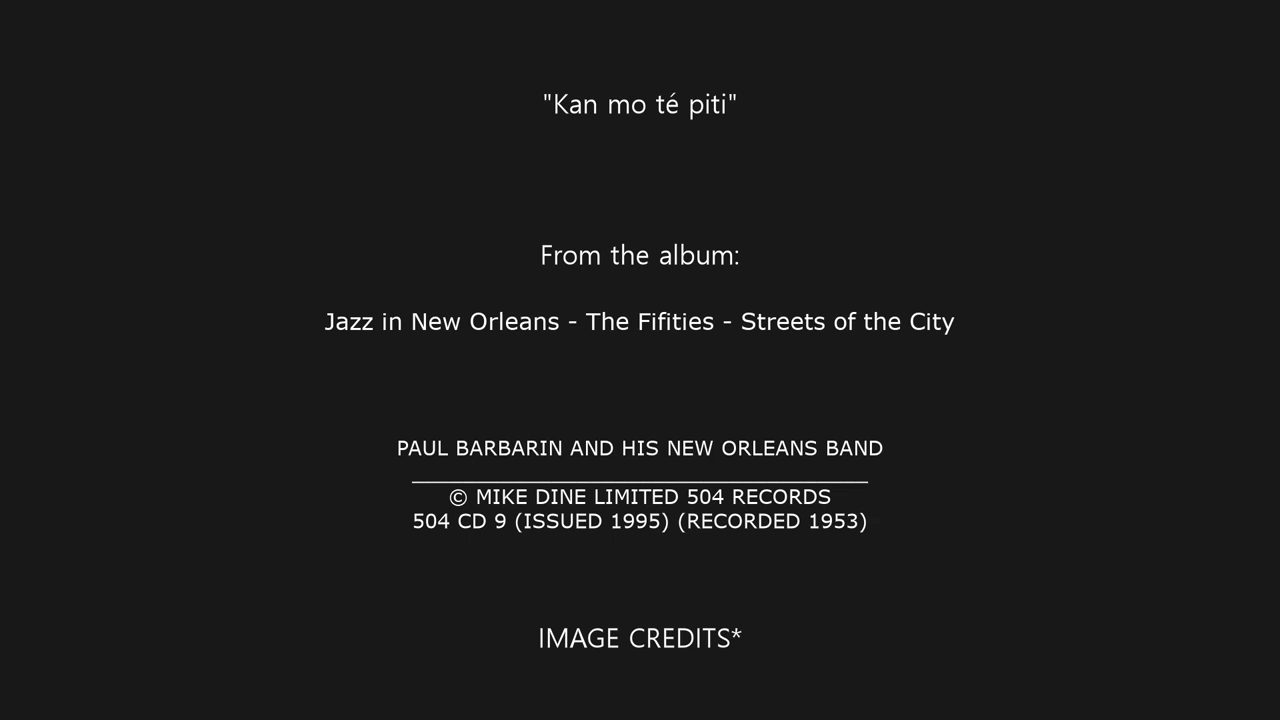 "Kan mo té piti"
From the album:
Jazz in New Orleans - The Fifities - Streets of the City
PAUL BARBARIN AND HIS NEW ORLEANS BAND
© MIKE DINE LIMITED 504 RECORDS
504 CD 9 (ISSUED 1995) (RECORDED 1953)
IMAGE CREDITS*